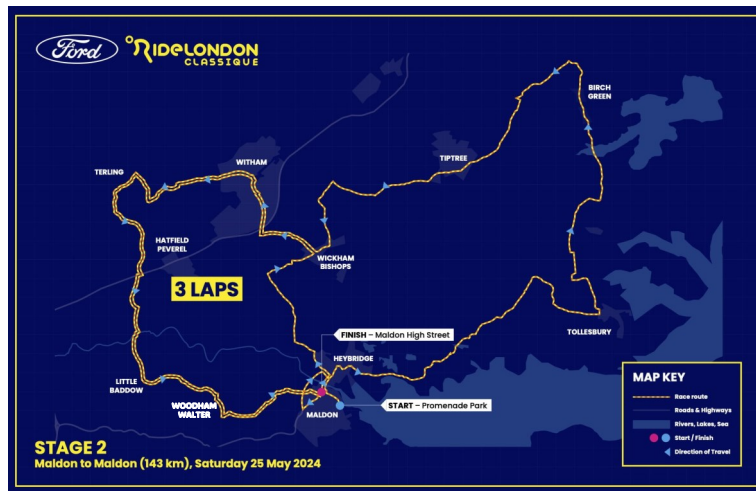 Ford
RIDELONDON
CLASSIQUE
BIRCH
GREEN
TIPTREE
WITHAM
TERLING
HATFIELD
PEVEREL
WICKHAM
BISHOPS
3 LAPS
FINISH – Maldon High Street
HEYBRIDGE
TOLLESBURY
LITTLE
BADDOW
WOODHAM
WALTER
MALDON
START – Promenade Park
MAP KEY
Race route
Roads & Highways
Rivers, Lakes, Sea
Start / Finish
Direction of Travel
STAGE 2
Maldon to Maldon (143 km), Saturday 25 May 2024